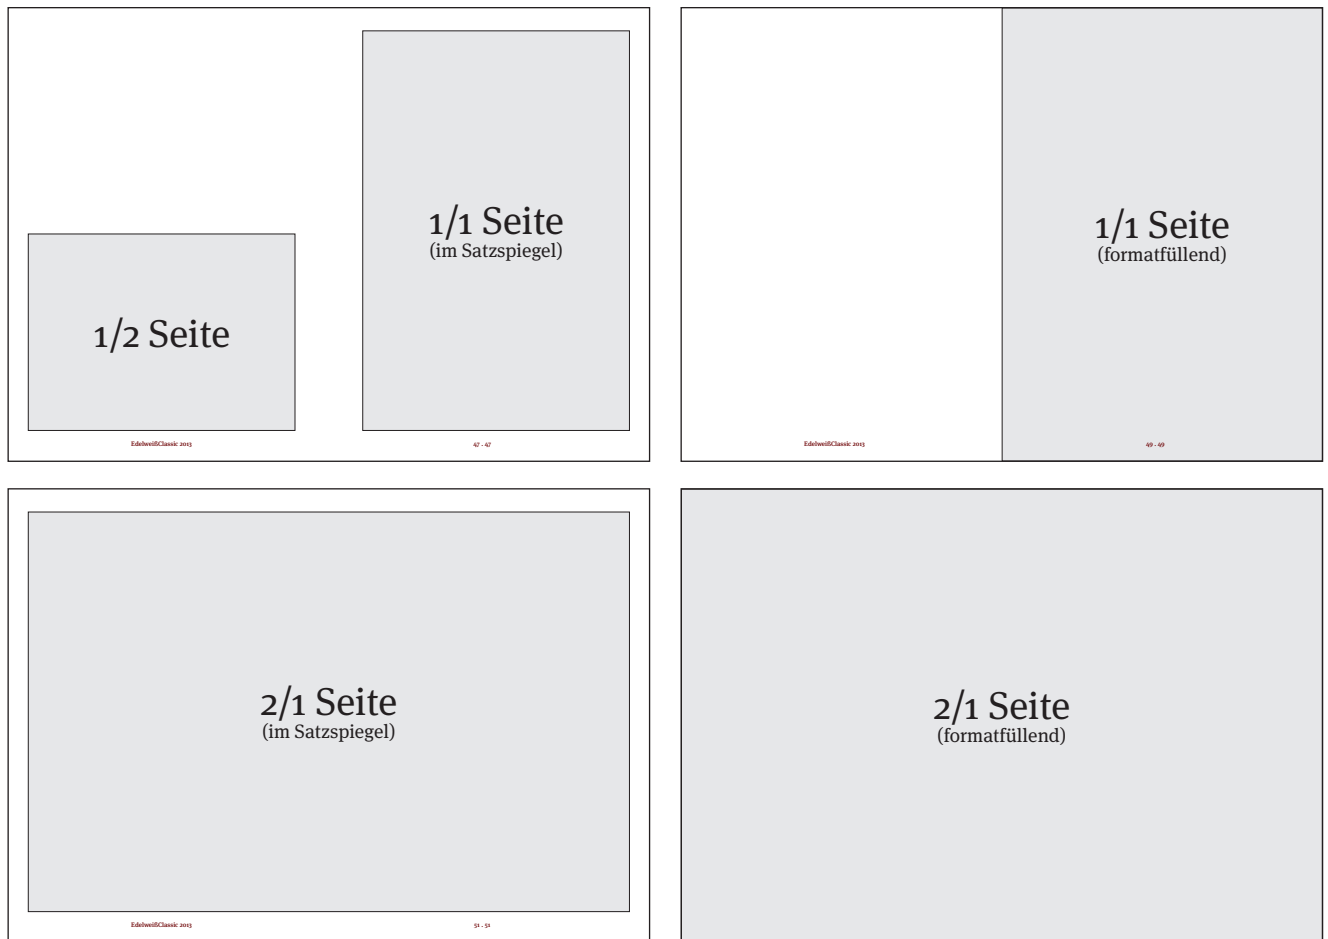 1/1 Seite
(im Satzspiegel)
1/2 Seite
EdelweißClassic 2013
47 . 47
1/1 Seite
(formatfüllend)
EdelweißClassic 2013
49 . 49
2/1 Seite
(im Satzspiegel)
EdelweißClassic 2013
51 . 51
2/1 Seite
(formatfüllend)